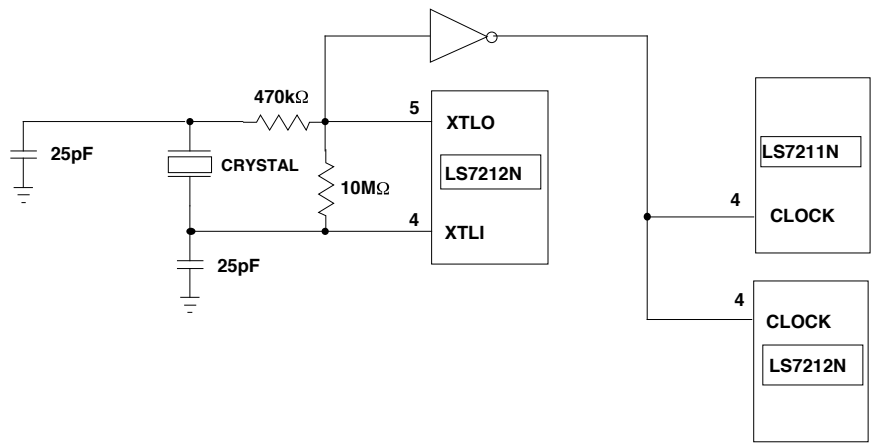 470kΩ
5
XTLO
25pF
CRYSTAL
LS7212N
10MΩ
4
XTLI
25pF
LS7211N
4
CLOCK
4
CLOCK
LS7212N